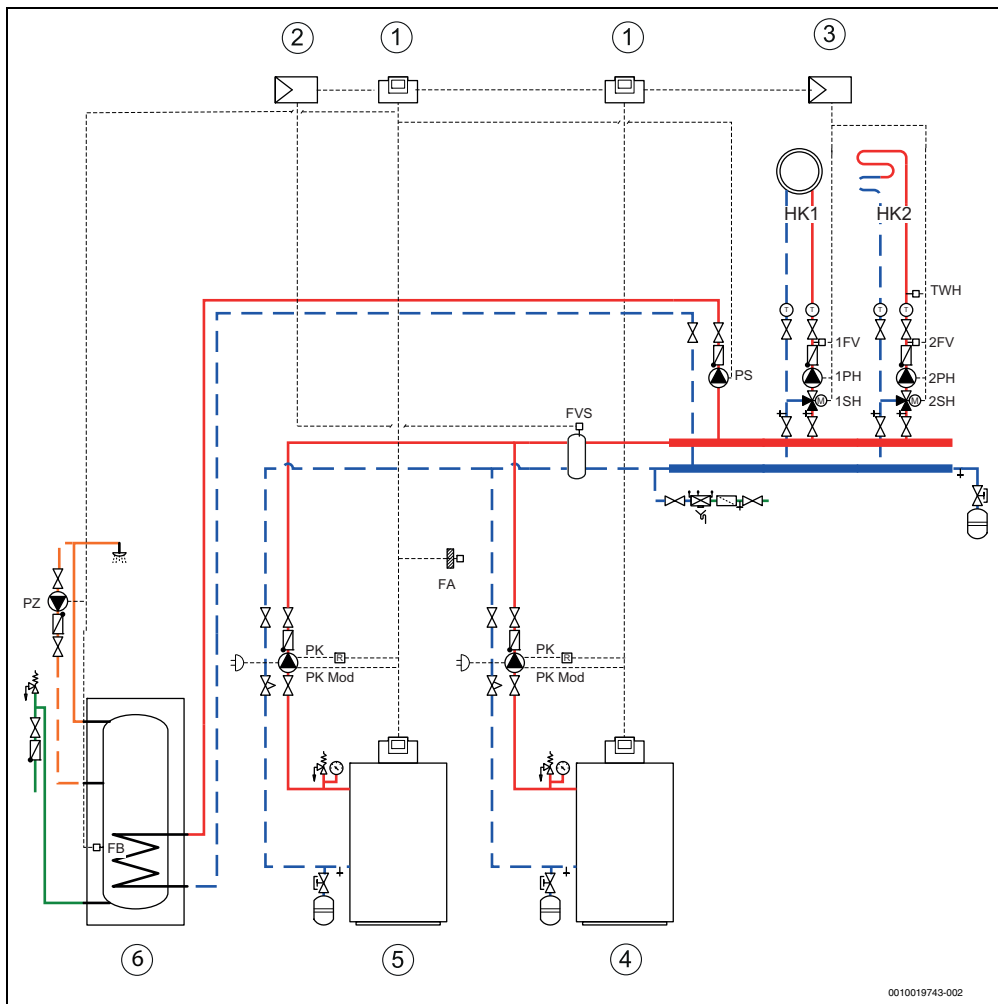 2
1
1
3
HK1
HK2
TWH
1FV
2FV
PS
1PH
2PH
M
1SH
M
2SH
T
T
T
T
FVS
FA
PZ
PK
R
PK Mod
PK
R
PK Mod
FB
6
5
4
0010019743-002